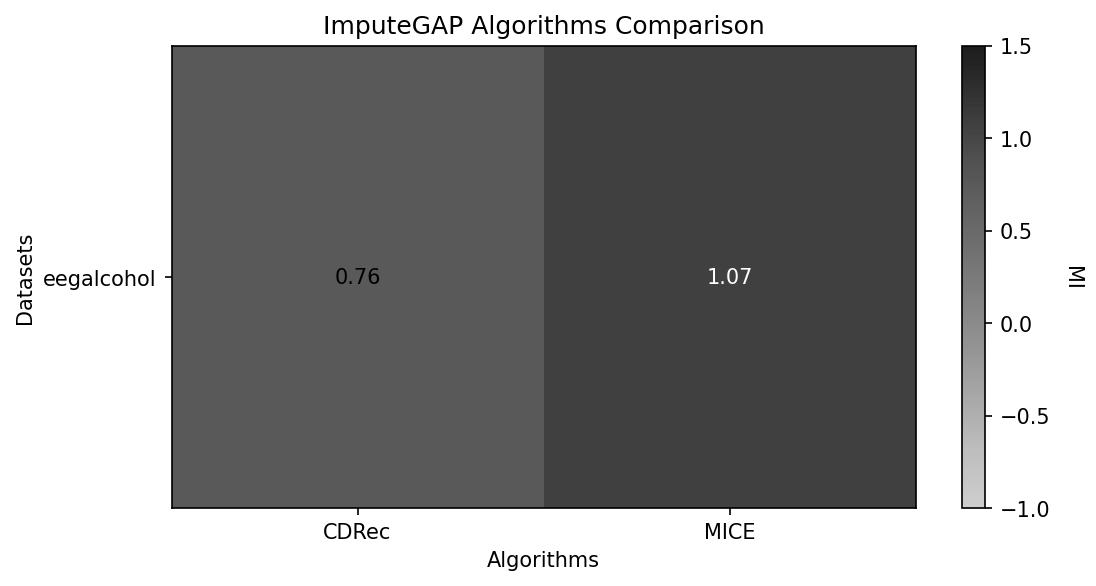 ImputeGAP Algorithms Comparison
Datasets
eegalcohol
0.76
1.07
CDRec
MICE
Algorithms
1.5
1.0
0.5
0.0
−0.5
−1.0
MI